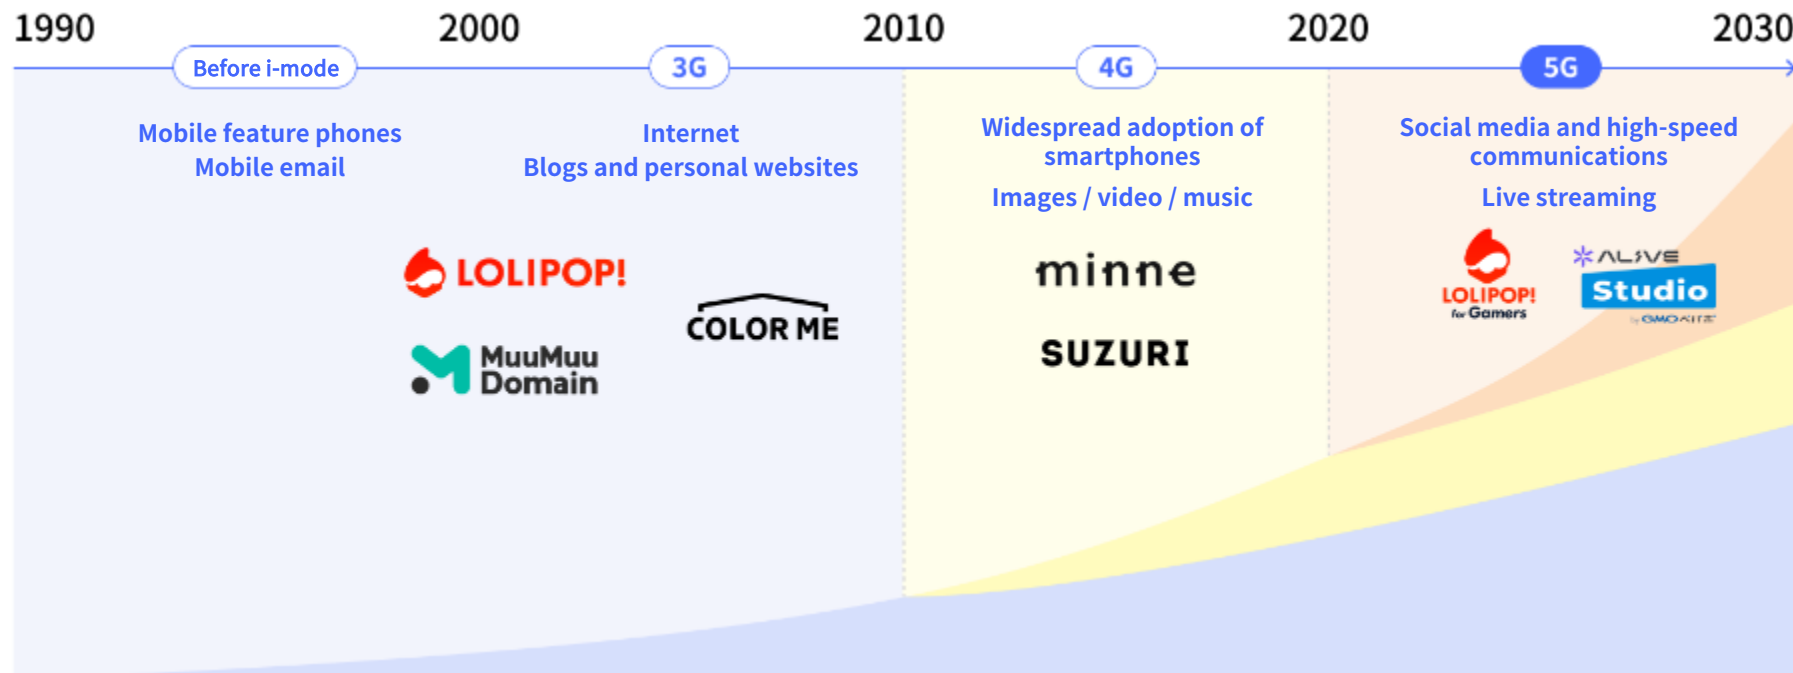 1990 2000 2010 2020 2030
Before i-mode 3G 4G 5G
Mobile feature phones
Mobile email
Internet
Blogs and personal websites
Widespread adoption of
smartphones
Images / video / music
Social media and high-speed
communications
Live streaming
LOLIPOP!
MuuMuu
Domain
COLOR ME
minne
SUZURI
LOLIPOP!
for Gamers
ALIVE
Studio
by GMO